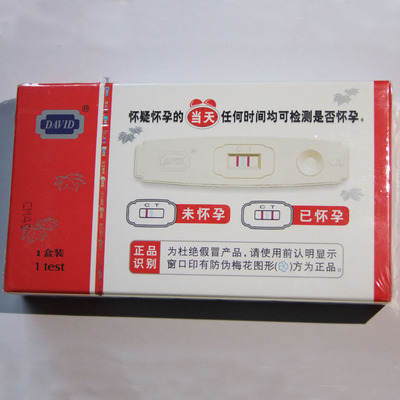 DAVID
®
怀疑怀孕的当天任何时间均可检测是否怀孕。
C T
DAVID
C T
未怀孕
C T
已怀孕
1盒装
1 test
正品
识别
为杜绝假冒产品,请使用前认明显示
窗口印有防伪梅花图形()方为正品。